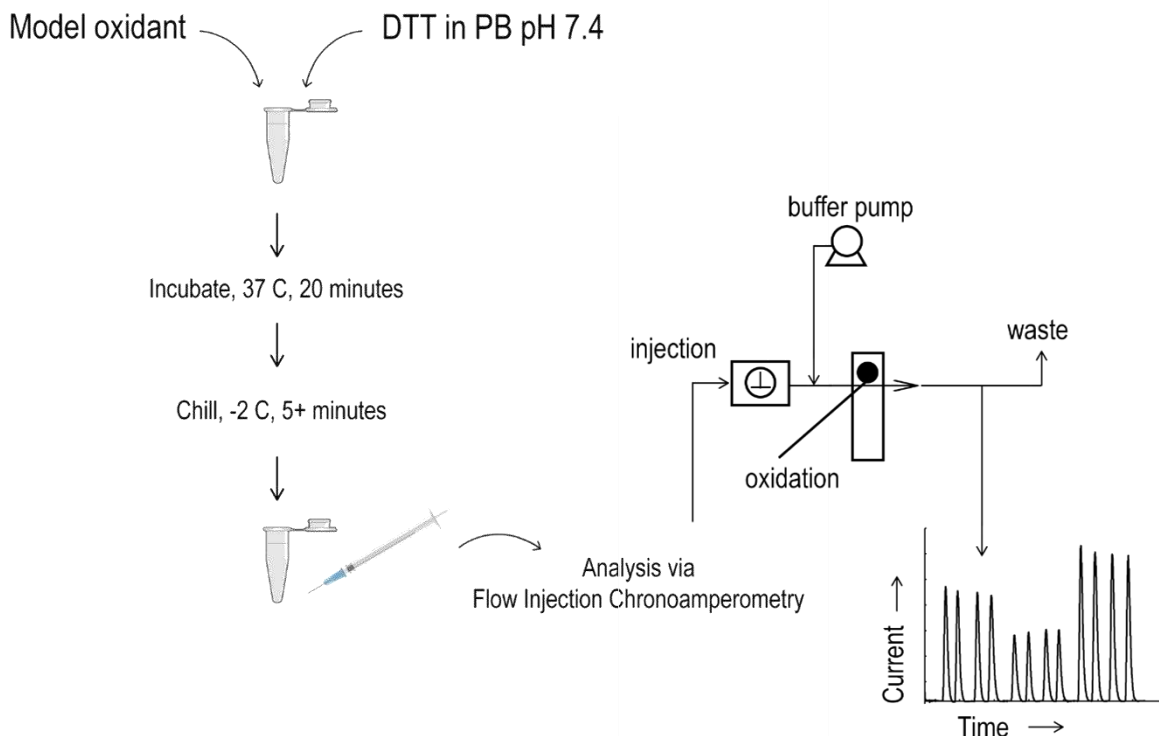 Model oxidant
DTT in PB pH 7.4
Incubate, 37 C, 20 minutes
Chill, -2 C, 5+ minutes
Analysis via
Flow Injection Chronoamperometry
injection
buffer pump
oxidation
waste
Current
Time